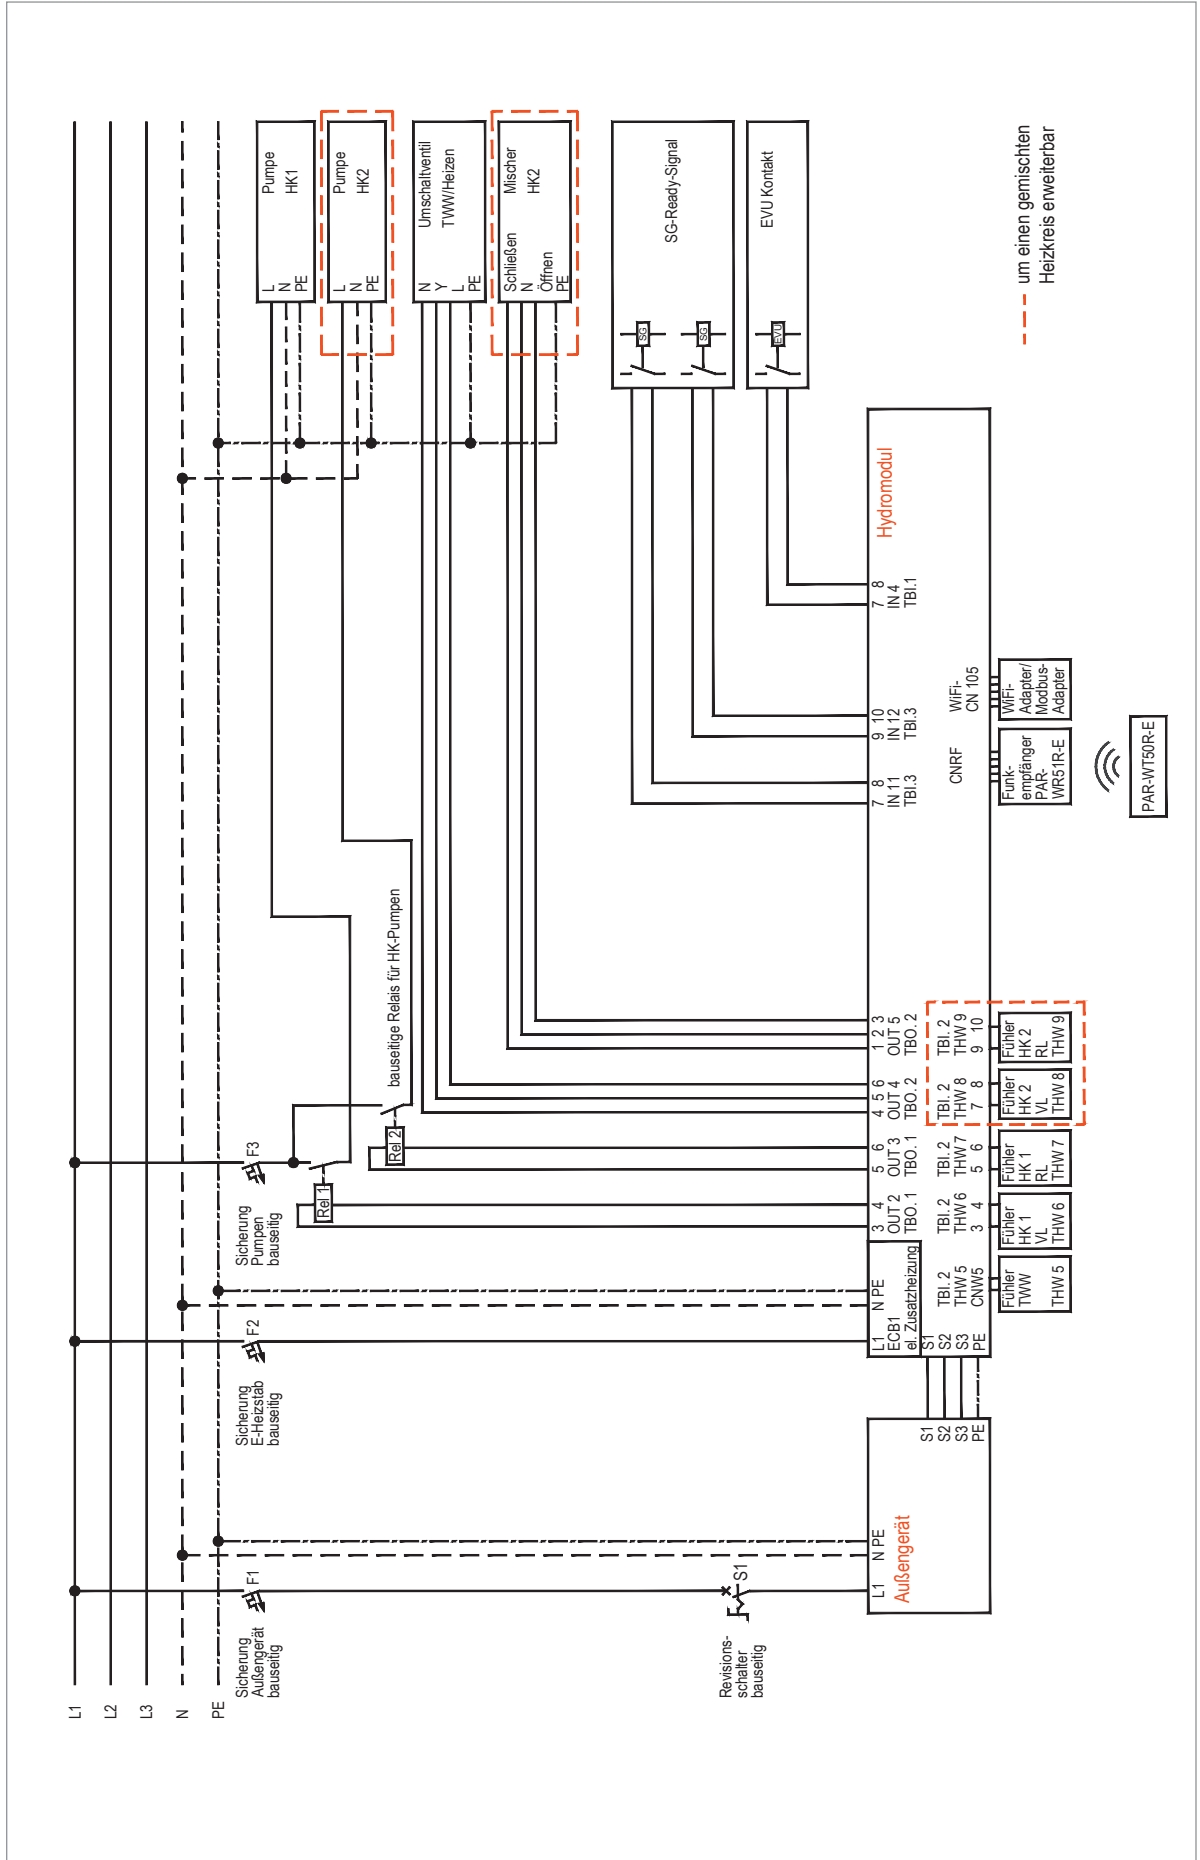 L1
L2
L3
N
PE
Sicherung
Außengerät
bauseitig
F1
Sicherung
E-Heizstab
bauseitig
F2
Sicherung
Pumpen
bauseitig
F3
Revisions-
schalter
bauseitig
S1
Rel 1
Rel 2
bauseitige Relais für HK-Pumpen
Pumpe
HK1
L
N
PE
Pumpe
HK2
L
N
PE
Umschaltventil
TWW/Heizen
N
Y
L
PE
Mischer
HK2
Schließen
N
Öffnen
PE
SG-Ready-Signal
SG
SG
EVU Kontakt
EVU
um einen gemischten
Heizkreis erweiterbar
Außengerät
L1
N PE
S1
S2
S3
PE
Hydromodul
L1
N PE
ECB1
el. Zusatzheizung
S1
S2
S3
PE
3 4
OUT 2
TBO. 1
5 6
OUT 3
TBO. 1
4 5 6
OUT 4
TBO. 2
1 2 3
OUT 5
TBO. 2
7 8
IN 11
TBI.3
9 10
IN 12
TBI.3
7 8
IN 4
TBI.1
TBI. 2
THW 5
CNW5
TBI. 2
THW 6
3 4
TBI. 2
THW 7
5 6
TBI. 2
THW 8
7 8
TBI. 2
THW 9
9 10
CNRF
WiFi-
CN 105
Fühler
TWW
THW 5
Fühler
HK 1
VL
THW 6
Fühler
HK 1
RL
THW 7
Fühler
HK 2
VL
THW 8
Fühler
HK 2
RL
THW 9
Funk-
empfänger
PAR-
WR51R-E
WiFi-
Adapter/
Modbus-
Adapter
PAR-WT50R-E